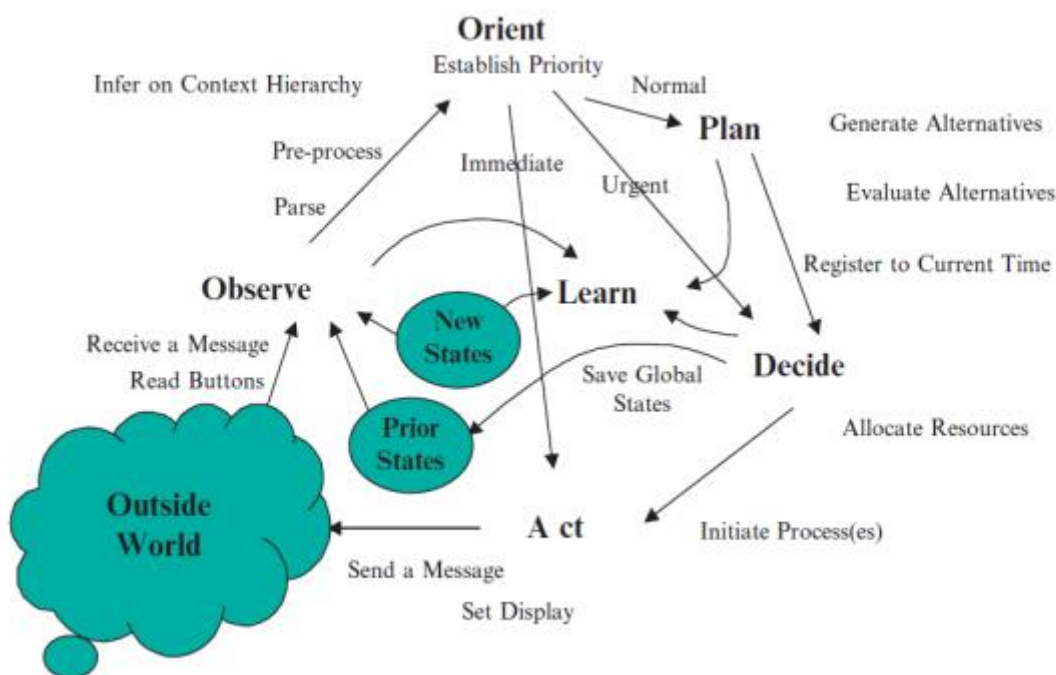 Orient
Establish Priority
Infer on Context Hierarchy
Normal
Plan
Generate Alternatives
Pre-process
Immediate
Urgent
Evaluate Alternatives
Parse
Register to Current Time
Observe
Learn
New
States
Receive a Message
Read Buttons
Save Global
States
Decide
Prior
States
Allocate Resources
Outside
World
A ct
Initiate Process(es)
Send a Message
Set Display